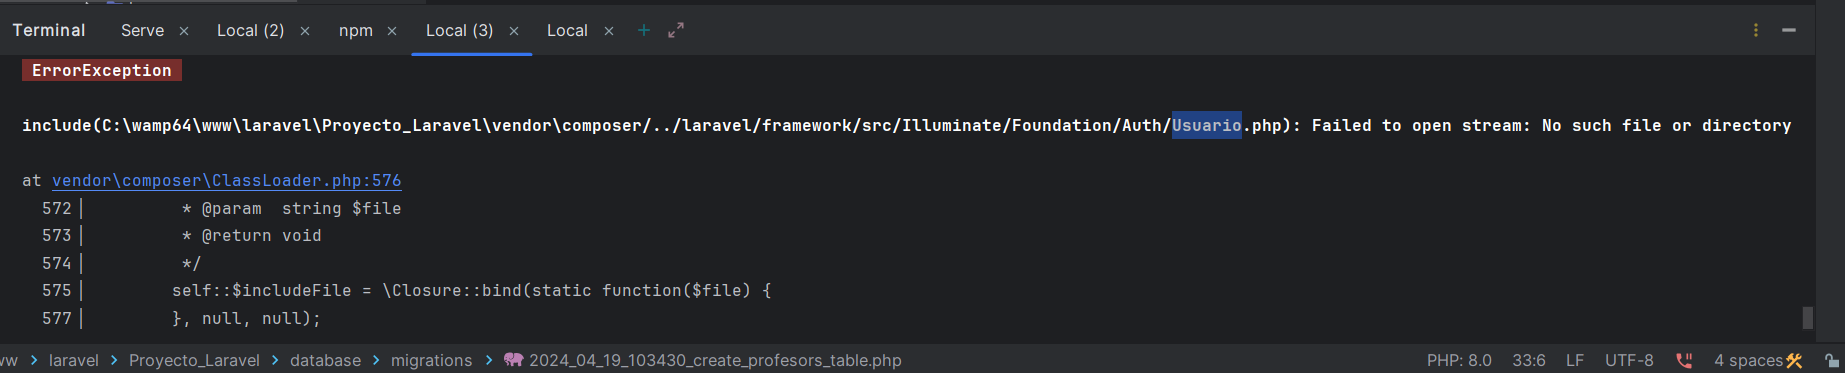 Terminal Serve × Local (2) × npm × Local (3) × Local × +
ErrorException
include(C:\wamp64\www\laravel\Proyecto_Laravel\vendor\composer/../laravel/framework/src/Illuminate/Foundation/Auth/Usuario.php): Failed to open stream: No such file or directory
at vendor\composer\ClassLoader.php:576
572| * @param  string $file
573| * @return void
574| */
575| self::$includeFile = \Closure::bind(static function($file) {
577| }, null, null);
ww > laravel > Proyecto_Laravel > database > migrations > 2024_04_19_103430_create_profesors_table.php PHP: 8.0 33:6 LF UTF-8 4 spaces